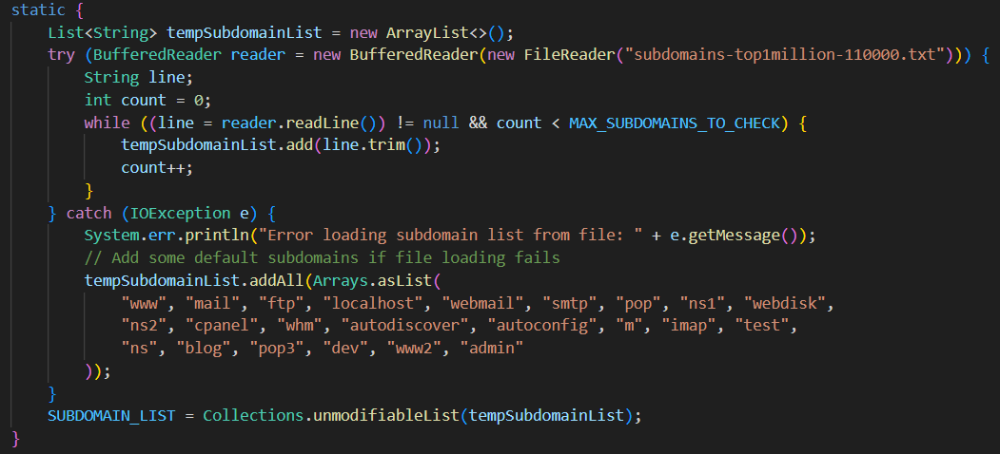 static {
    List<String> tempSubdomainList = new ArrayList<>();
    try (BufferedReader reader = new BufferedReader(new FileReader("subdomains-top1million-110000.txt"))) {
        String line;
        int count = 0;
        while ((line = reader.readLine()) != null && count < MAX_SUBDOMAINS_TO_CHECK) {
            tempSubdomainList.add(line.trim());
            count++;
        }
    } catch (IOException e) {
        System.err.println("Error loading subdomain list from file: " + e.getMessage());
        // Add some default subdomains if file loading fails
        tempSubdomainList.addAll(Arrays.asList(
            "www", "mail", "ftp", "localhost", "webmail", "smtp", "pop", "ns1", "webdisk",
            "ns2", "cpanel", "whm", "autodiscover", "autoconfig", "m", "imap", "test",
            "ns", "blog", "pop3", "dev", "www2", "admin"
        ));
    }
    SUBDOMAIN_LIST = Collections.unmodifiableList(tempSubdomainList);
}